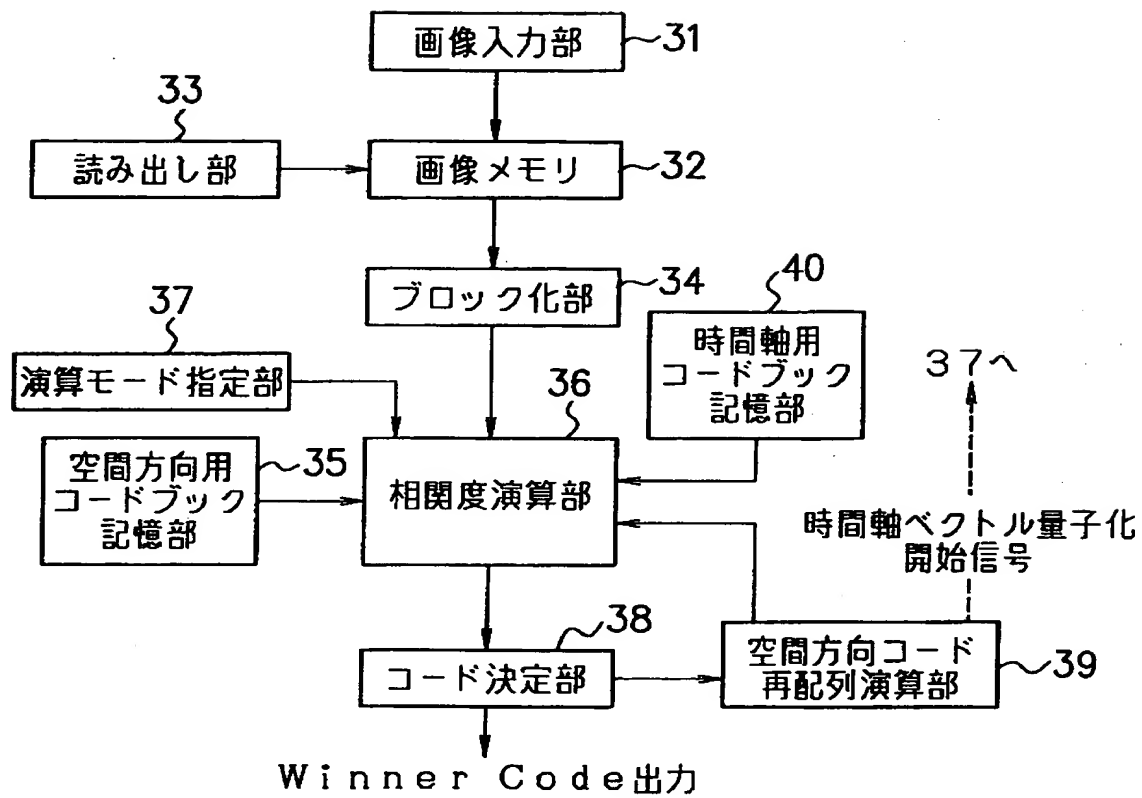 画像入力部
31
33
読み出し部
画像メモリ
32
ブロック化部
34
40
37
時間軸用
コードブック
記憶部
37へ
演算モード指定部
36
空間方向用
コードブック
記憶部
35
相関度演算部
時間軸ベクトル量子化
開始信号
38
コード決定部
空間方向コード
再配列演算部
39
Winner Code出力